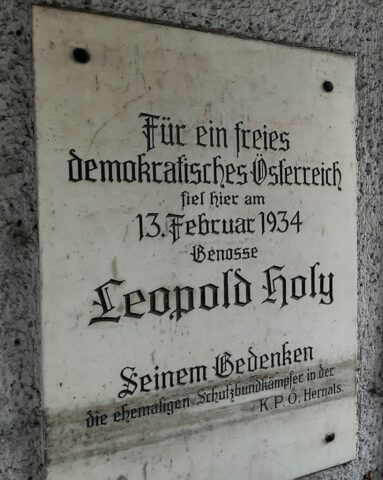 Für ein freies
demokratisches Österreich
fiel hier am
13. Februar 1934
Genosse
Leopold Holy
Seinem Gedenken
die ehemaligen Schutzbundkämpfer in der
K.P.Ö. Hernals.